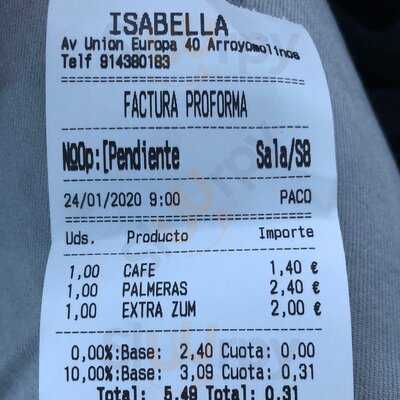 ISABELLA
Av Union Europa 40 Arroyomolinos
Telf 914380183
FACTURA PROFORMA
NºOp:[Pendiente Sala/S8
24/01/2020 9:00 PACO
Uds. Producto Importe
1,00 CAFE 1,40 €
1,00 PALMERAS 2,40 €
1,00 EXTRA ZUM 2,00 €
0,00%:Base: 2,40 Cuota: 0,00
10,00%:Base: 3,09 Cuota: 0,31
Total: 5,49 Total: 0,31